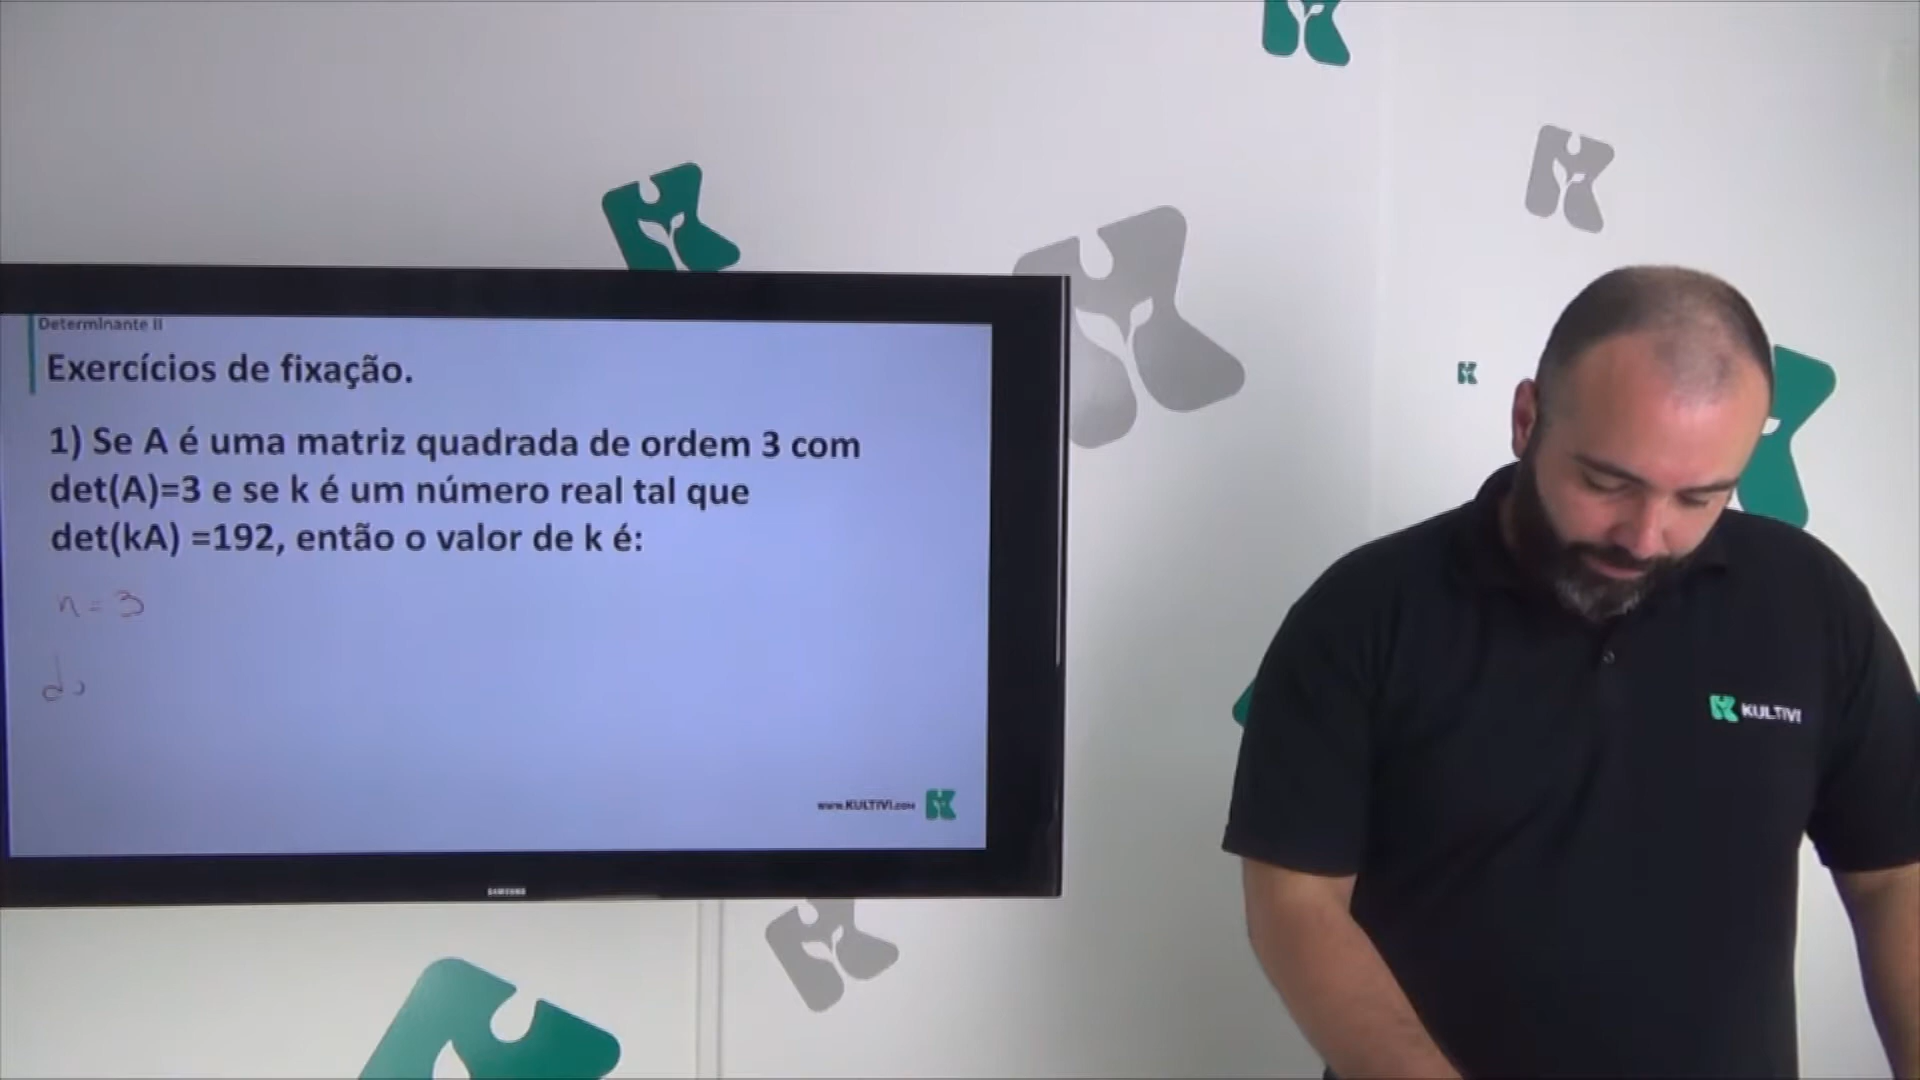 Determinante II
Exercícios de fixação.
1) Se A é uma matriz quadrada de ordem 3 com
det(A)=3 e se k é um número real tal que
det(kA) =192, então o valor de k é:
n = 3
www.KULTIVI.com
SAMSUNG
KULTIVI